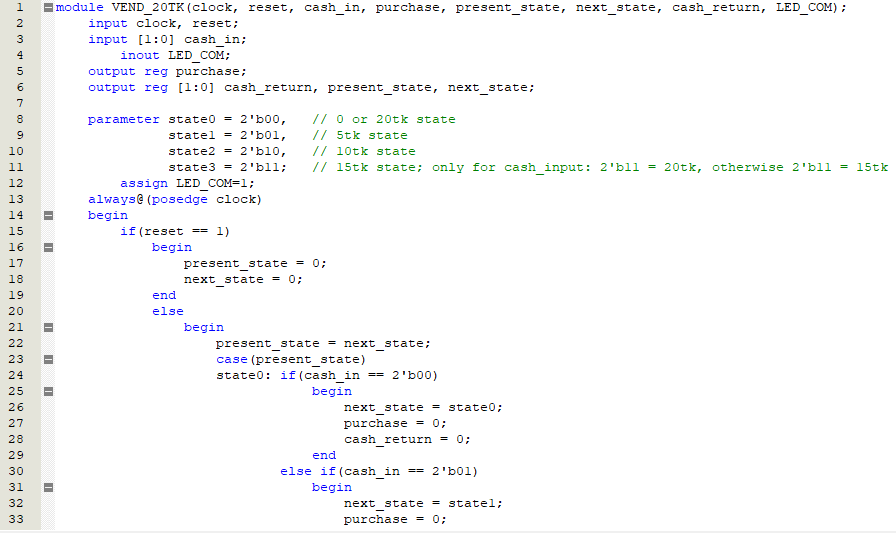 1 module VEND_20TK(clock, reset, cash_in, purchase, present_state, next_state, cash_return, LED_COM);
2 input clock, reset;
3 input [1:0] cash_in;
4 inout LED_COM;
5 output reg purchase;
6 output reg [1:0] cash_return, present_state, next_state;
7
8 parameter state0 = 2'b00, // 0 or 20tk state
9 state1 = 2'b01, // 5tk state
10 state2 = 2'b10, // 10tk state
11 state3 = 2'b11; // 15tk state; only for cash_input: 2'b11 = 20tk, otherwise 2'b11 = 15tk
12 assign LED_COM=1;
13 always@(posedge clock)
14 begin
15 if(reset == 1)
16 begin
17 present_state = 0;
18 next_state = 0;
19 end
20 else
21 begin
22 present_state = next_state;
23 case(present_state)
24 state0: if(cash_in == 2'b00)
25 begin
26 next_state = state0;
27 purchase = 0;
28 cash_return = 0;
29 end
30 else if(cash_in == 2'b01)
31 begin
32 next_state = state1;
33 purchase = 0;